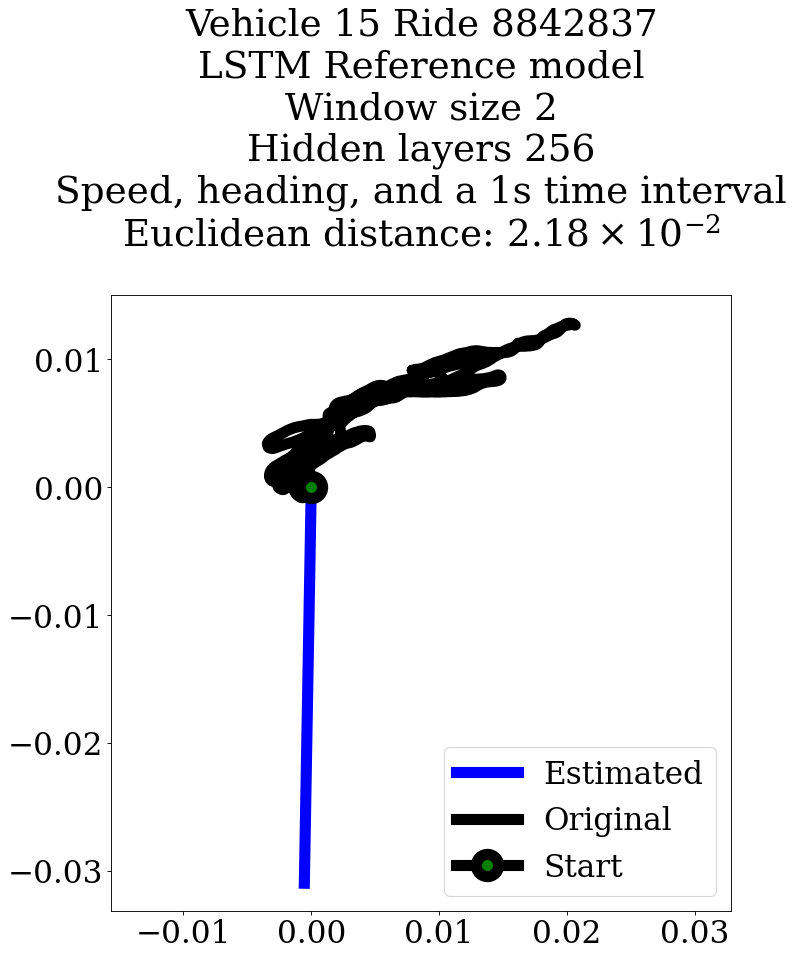 Vehicle 15 Ride 8842837
LSTM Reference model
Window size 2
Hidden layers 256
Speed, heading, and a 1s time interval
Euclidean distance: 2.18 × 10⁻²
0.01
0.00
−0.01
−0.02
−0.03
Estimated
Original
Start
−0.01 0.00 0.01 0.02 0.03